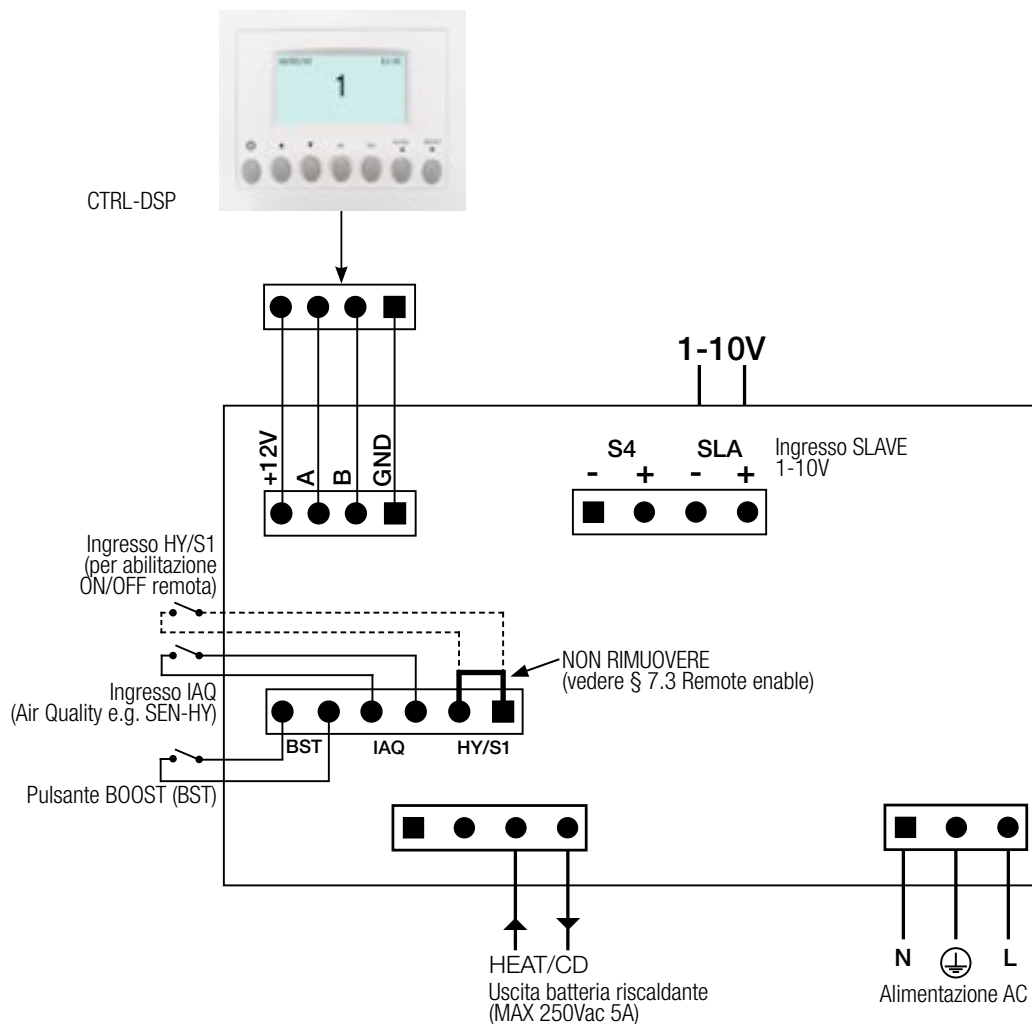 1
CTRL-DSP
1-10V
+12V
A
B
GND
S4
SLA
- + - +
Ingresso SLAVE
1-10V
Ingresso HY/S1
(per abilitazione
ON/OFF remota)
NON RIMUOVERE
(vedere § 7.3 Remote enable)
Ingresso IAQ
(Air Quality e.g. SEN-HY)
BST
IAQ
HY/S1
Pulsante BOOST (BST)
HEAT/CD
Uscita batteria riscaldante
(MAX 250Vac 5A)
N
L
Alimentazione AC